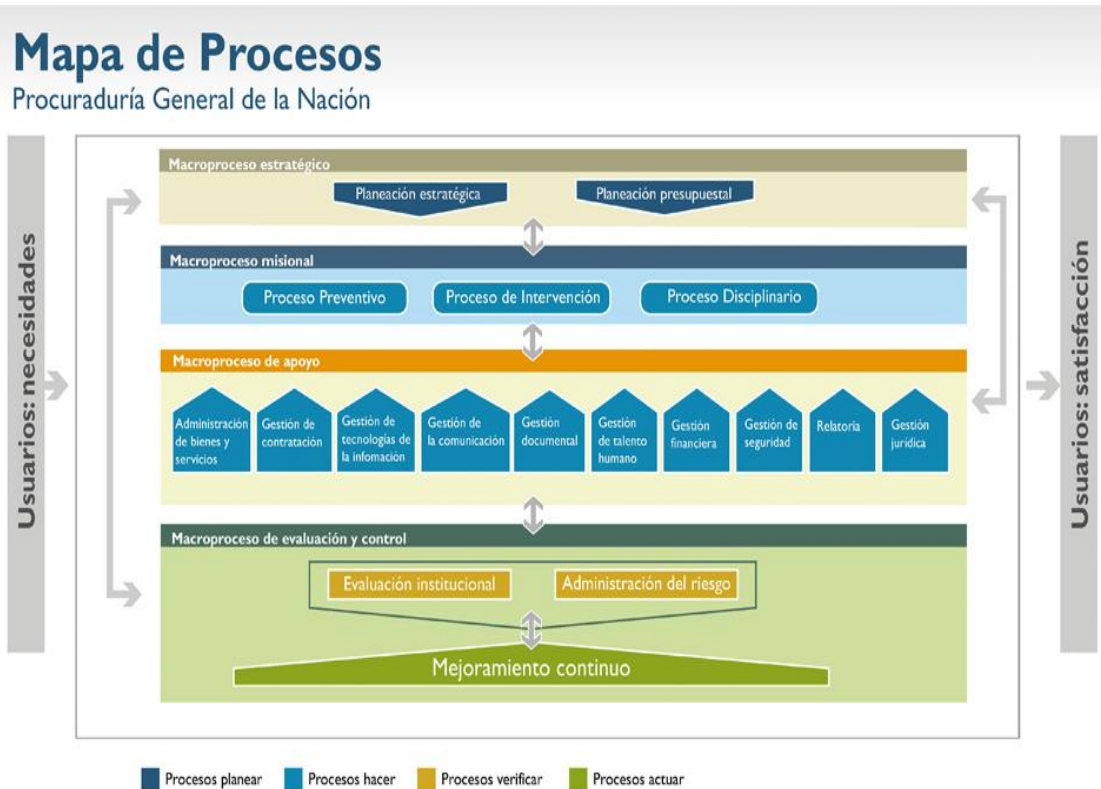 Mapa de Procesos
Procuraduría General de la Nación
Usuarios: necesidades
Macroproceso estratégico
Planeación estratégica
Planeación presupuestal
Macroproceso misional
Proceso Preventivo
Proceso de Intervención
Proceso Disciplinario
Macroproceso de apoyo
Administración
de bienes y
servicios
Gestión de
contratación
Gestión de
tecnologías de
la infomación
Gestión de
la comunicación
Gestión
documental
Gestión
de talento
humano
Gestión
financiera
Gestión de
seguridad
Relatoría
Gestión
jurídica
Macroproceso de evaluación y control
Evaluación institucional
Administración del riesgo
Mejoramiento continuo
Usuarios: satisfacción
Procesos planear
Procesos hacer
Procesos verificar
Procesos actuar